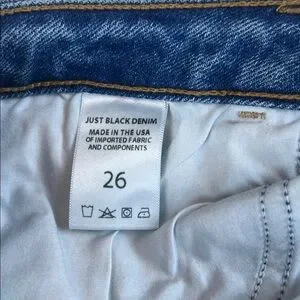 JUST BLACK DENIM
MADE IN THE USA
OF IMPORTED FABRIC
AND COMPONENTS
26